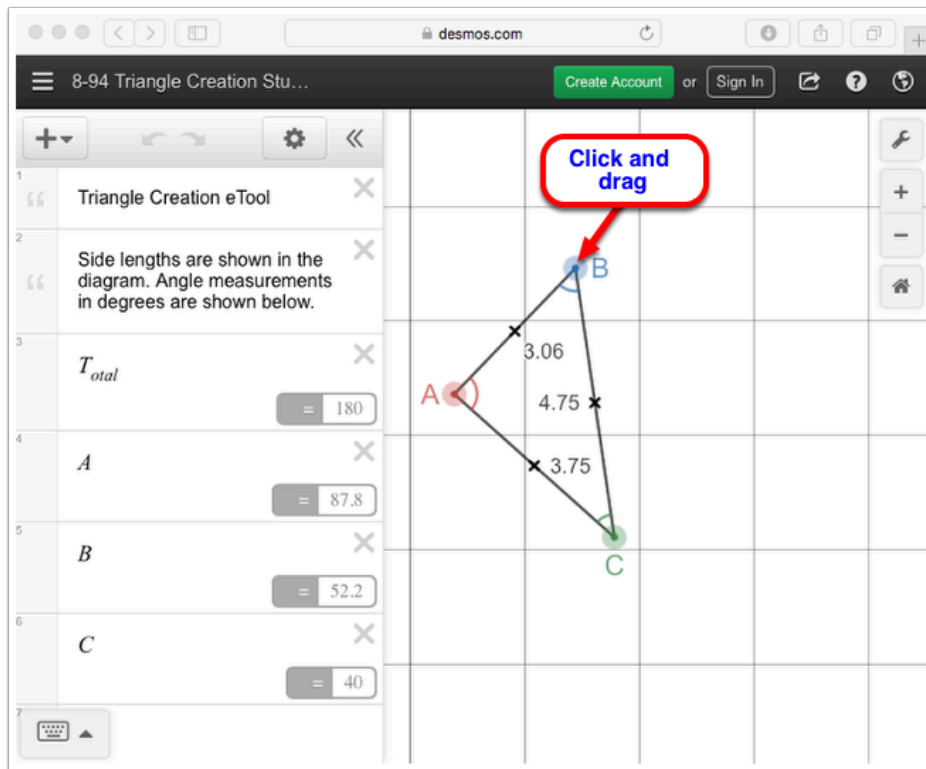 desmos.com
8-94 Triangle Creation Stu...
Create Account or Sign In
1
Triangle Creation eTool
2
Side lengths are shown in the
diagram. Angle measurements
in degrees are shown below.
3
Total
= 180
4
A
= 87.8
5
B
= 52.2
6
C
= 40
7
Click and
drag
B
3.06
A
4.75
3.75
C